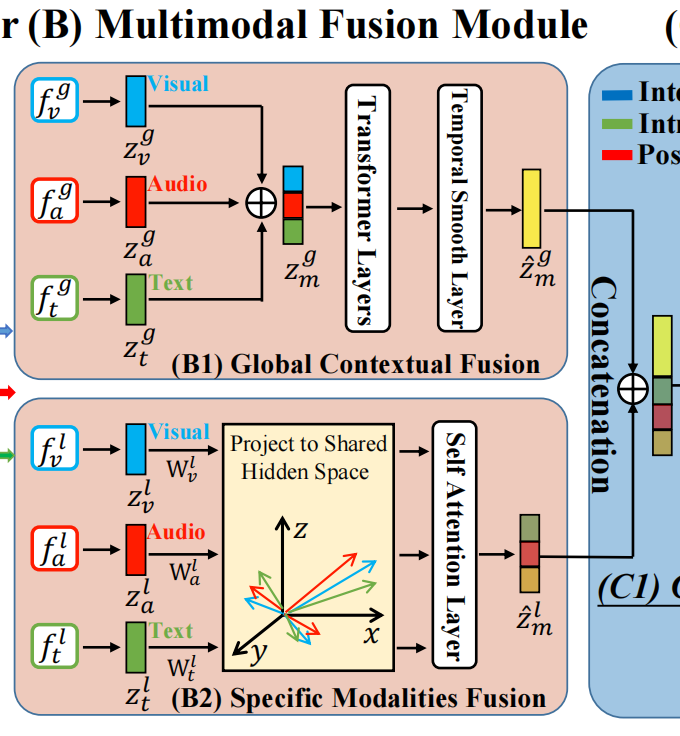 r (B) Multimodal Fusion Module (
f_v^g Visual
z_v^g
f_a^g Audio
z_a^g
f_t^g Text
z_t^g
z_m^g
Transformer Layers
Temporal Smooth Layer
ẑ_m^g
(B1) Global Contextual Fusion
f_v^l Visual
z_v^l
W_v^l
f_a^l Audio
z_a^l
W_a^l
f_t^l Text
z_t^l
W_t^l
Project to Shared
Hidden Space
z
x
y
Self Attention Layer
ẑ_m^l
(B2) Specific Modalities Fusion
Concatenation
Pos
(C1)